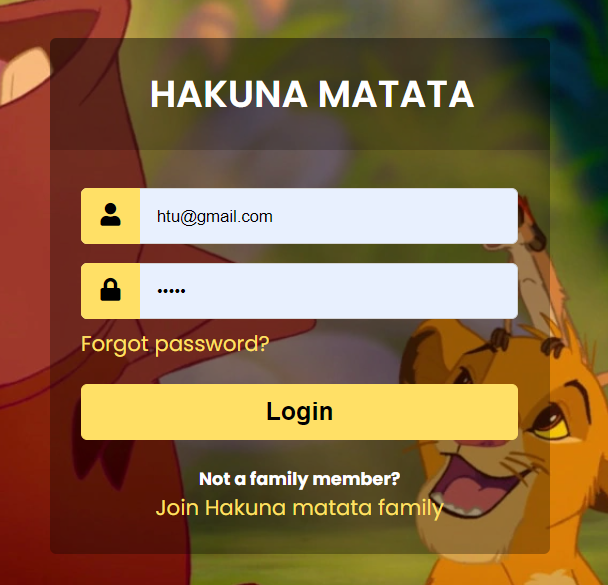 HAKUNA MATATA
htu@gmail.com
•••••
Forgot password?
Login
Not a family member?
Join Hakuna matata family